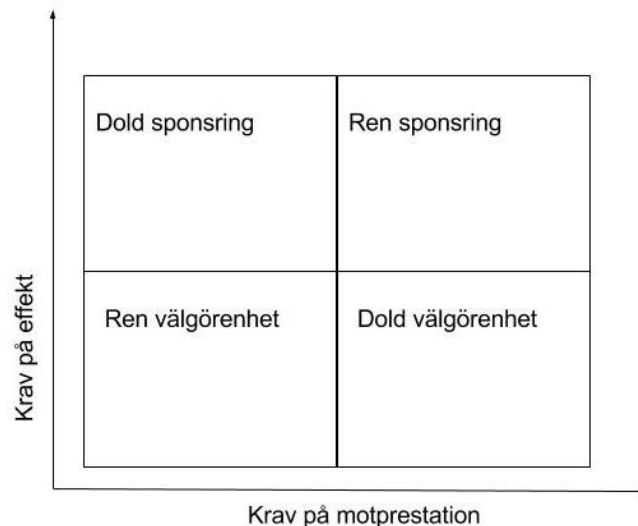 Dold sponsring
Ren sponsring
Ren välgörenhet
Dold välgörenhet
Krav på effekt
Krav på motprestation